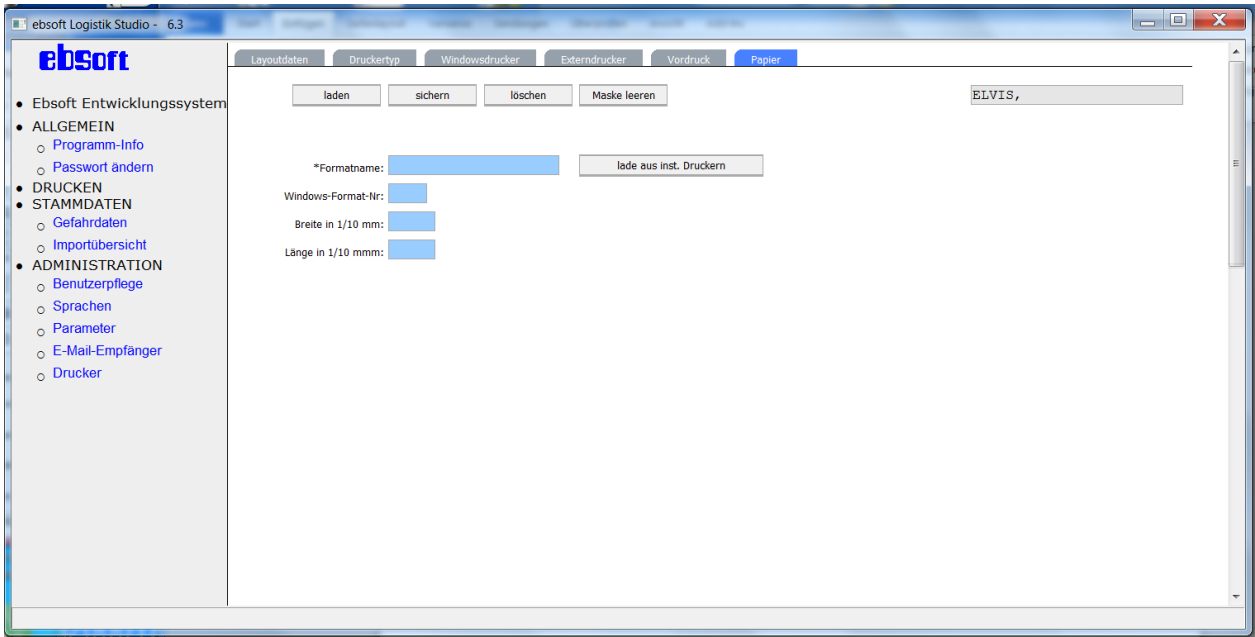 ebsoft Logistik Studio - 6.3
ebsoft
Layoutdaten Druckertyp Windowsdrucker Externdrucker Vordruck Papier
laden sichern löschen Maske leeren ELVIS,
Ebsoft Entwicklungssystem
ALLGEMEIN
Programm-Info
Passwort ändern
DRUCKEN
STAMMDATEN
Gefahrdaten
Importübersicht
ADMINISTRATION
Benutzerpflege
Sprachen
Parameter
E-Mail-Empfänger
Drucker
*Formatname: lade aus inst. Druckern
Windows-Format-Nr:
Breite in 1/10 mm:
Länge in 1/10 mmm: